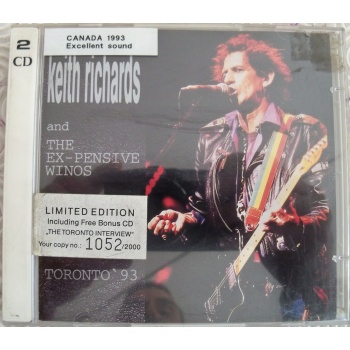 2
CD
CANADA 1993
Excellent sound
keith richards
and
THE
EX-PENSIVE
WINOS
LIMITED EDITION
Including Free Bonus CD
„THE TORONTO INTERVIEW"
Your copy no.: 1052/2000
TORONTO `93